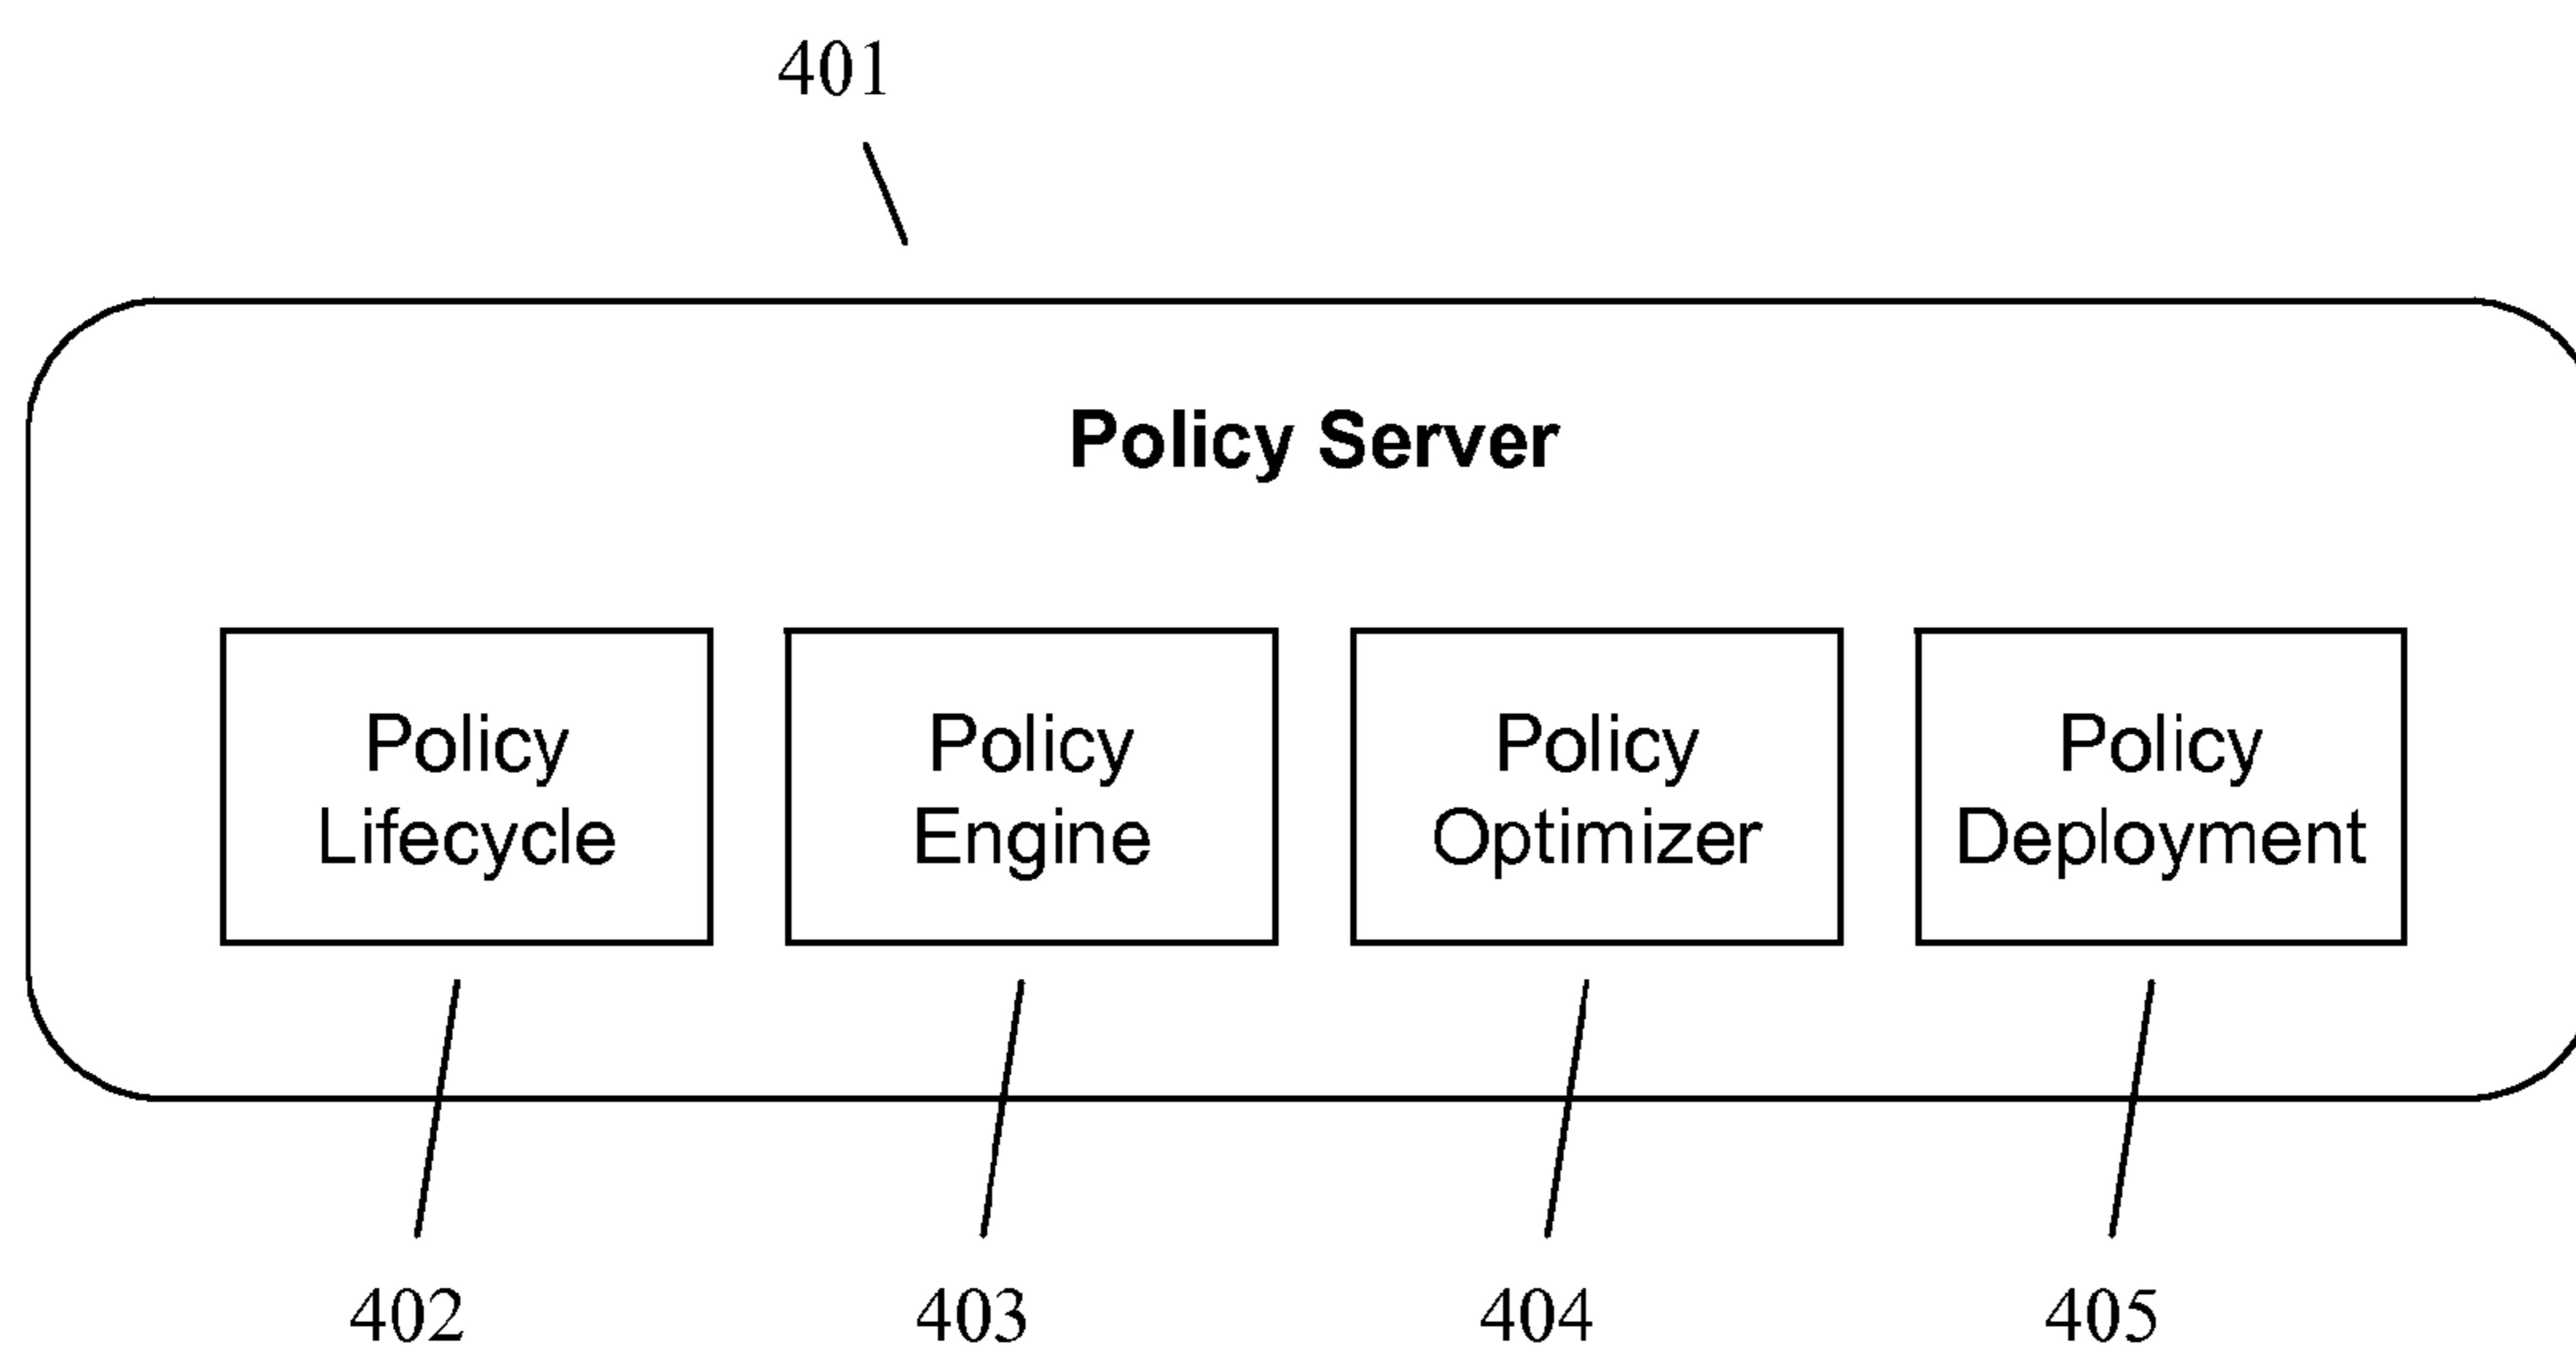 401
Policy Server
Policy
Lifecycle
Policy
Engine
Policy
Optimizer
Policy
Deployment
402
403
404
405